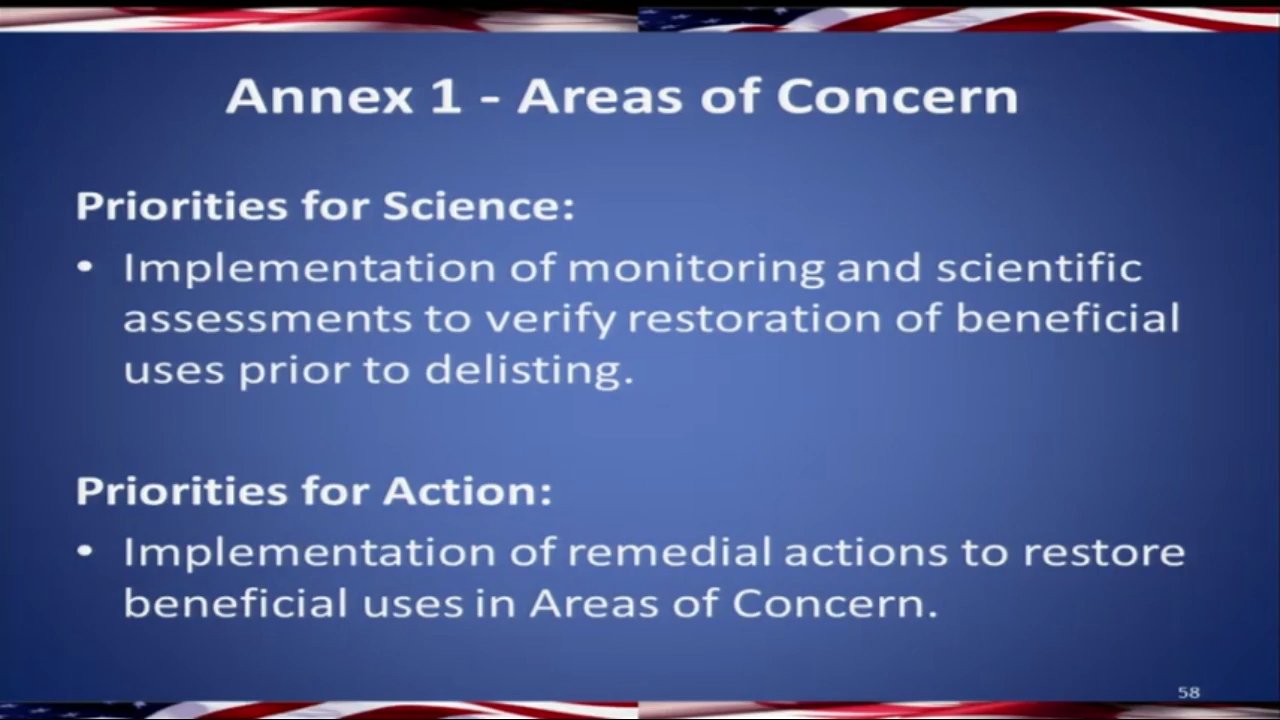 Annex 1 - Areas of Concern
Priorities for Science:
• Implementation of monitoring and scientific
assessments to verify restoration of beneficial
uses prior to delisting.
Priorities for Action:
• Implementation of remedial actions to restore
beneficial uses in Areas of Concern.
58